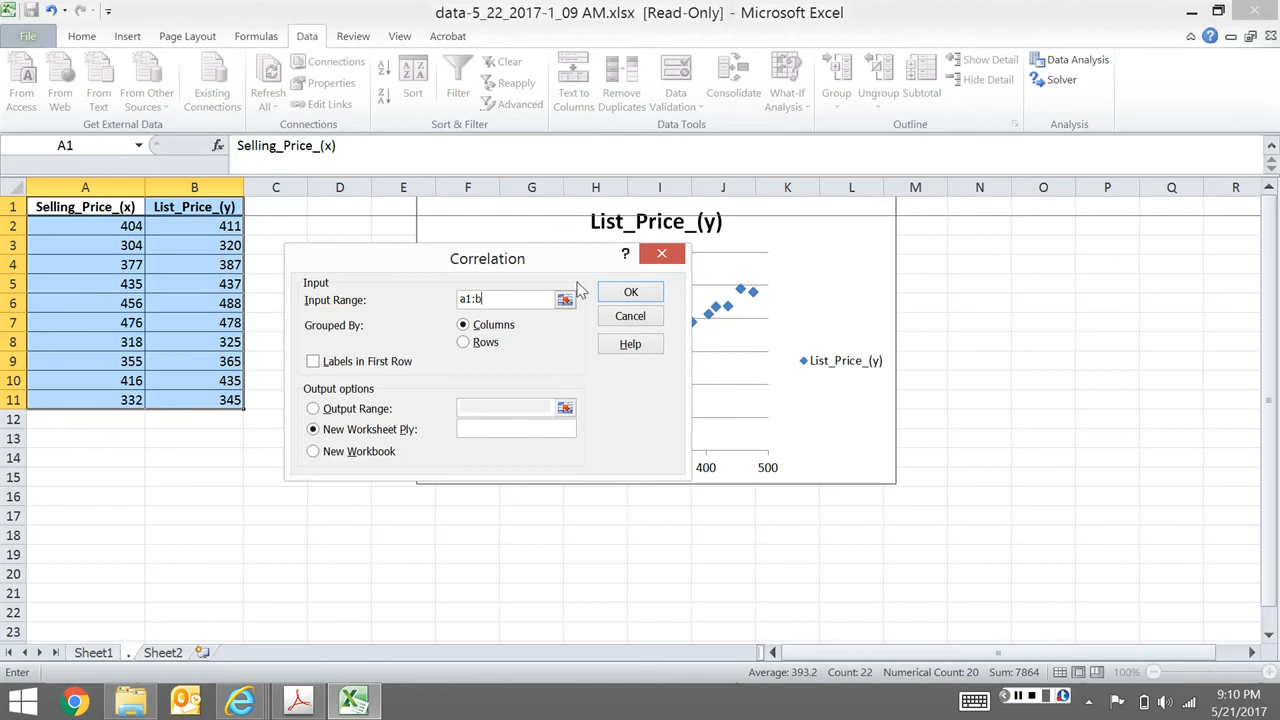 data-5_22_2017-1_09 AM.xlsx [Read-Only] - Microsoft Excel
File Home Insert Page Layout Formulas Data Review View Acrobat
From Access
From Web
From Text
From Other Sources
Existing Connections
Get External Data
Refresh All
Connections
Properties
Edit Links
Connections
Sort
Filter
Clear
Reapply
Advanced
Sort & Filter
Text to Columns
Remove Duplicates
Data Validation
Consolidate
What-If Analysis
Data Tools
Group
Ungroup
Subtotal
Show Detail
Hide Detail
Outline
Data Analysis
Solver
Analysis
A1 fx Selling_Price_(x)
A B C D E F G H I J K L M N O P Q R
1 Selling_Price_(x) List_Price_(y)
2 404 411
3 304 320
4 377 387
5 435 437
6 456 488
7 476 478
8 318 325
9 355 365
10 416 435
11 332 345
12
13
14
15
16
17
18
19
20
21
22
23
List_Price_(y)
List_Price_(y)
400 500
Correlation ?
Input
Input Range: a1:b
Grouped By: Columns
Rows
Labels in First Row
Output options
Output Range:
New Worksheet Ply:
New Workbook
OK
Cancel
Help
Sheet1 . Sheet2
Enter Average: 393.2 Count: 22 Numerical Count: 20 Sum: 7864 100%
9:10 PM
5/21/2017